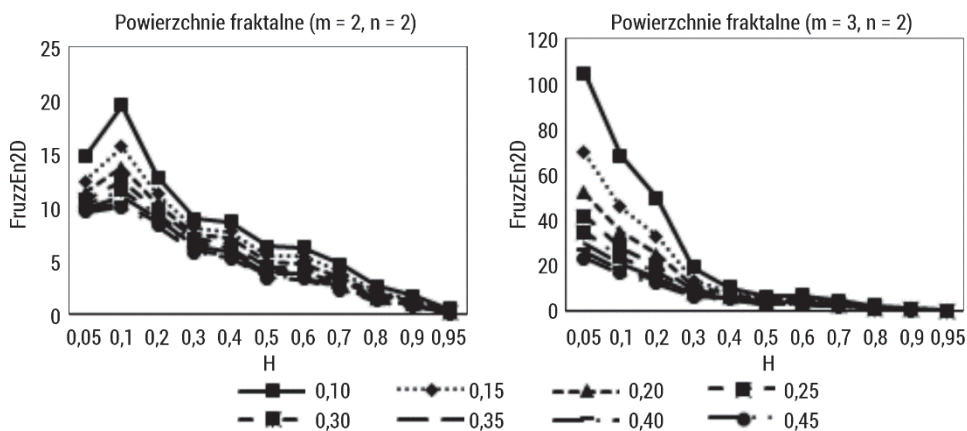 Powierzchnie fraktalne (m = 2, n = 2)
25
20
15
10
5
0
FruzzEn2D
0,05 0,1 0,2 0,3 0,4 0,5 0,6 0,7 0,8 0,9 0,95
H
Powierzchnie fraktalne (m = 3, n = 2)
120
100
80
60
40
20
0
FruzzEn2D
0,05 0,1 0,2 0,3 0,4 0,5 0,6 0,7 0,8 0,9 0,95
H
0,10 0,15 0,20 0,25
0,30 0,35 0,40 0,45